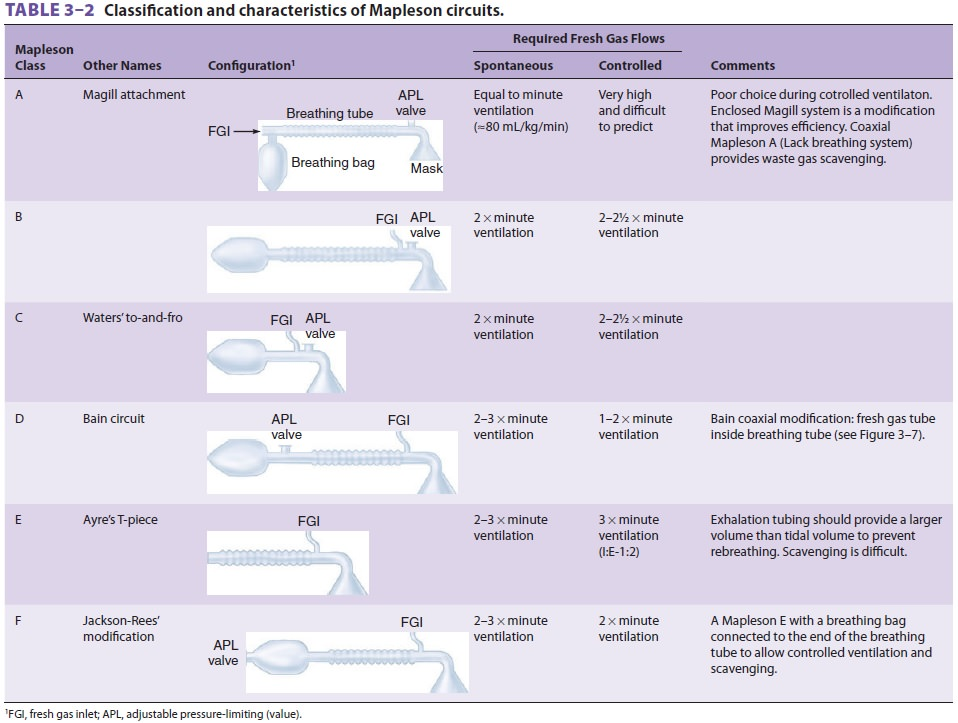 TABLE 3–2 Classification and characteristics of Mapleson circuits.
Required Fresh Gas Flows
Mapleson
Class Other Names Configuration¹ Spontaneous Controlled Comments
A Magill attachment
FGI
Breathing tube
APL
valve
Breathing bag
Mask
Equal to minute
ventilation
(≈80 mL/kg/min)
Very high
and difficult
to predict
Poor choice during cotrolled ventilaton.
Enclosed Magill system is a modification
that improves efficiency. Coaxial
Mapleson A (Lack breathing system)
provides waste gas scavenging.
B
FGI APL
valve
2 × minute
ventilation
2–2½ × minute
ventilation
C Waters’ to-and-fro
FGI APL
valve
2 × minute
ventilation
2–2½ × minute
ventilation
D Bain circuit
APL
valve
FGI
2–3 × minute
ventilation
1–2 × minute
ventilation
Bain coaxial modification: fresh gas tube
inside breathing tube (see Figure 3–7).
E Ayre’s T-piece
FGI
2–3 × minute
ventilation
3 × minute
ventilation
(I:E-1:2)
Exhalation tubing should provide a larger
volume than tidal volume to prevent
rebreathing. Scavenging is difficult.
F Jackson-Rees’
modification
APL
valve
FGI
2–3 × minute
ventilation
2 × minute
ventilation
A Mapleson E with a breathing bag
connected to the end of the breathing
tube to allow controlled ventilation and
scavenging.
¹FGI, fresh gas inlet; APL, adjustable pressure-limiting (value).